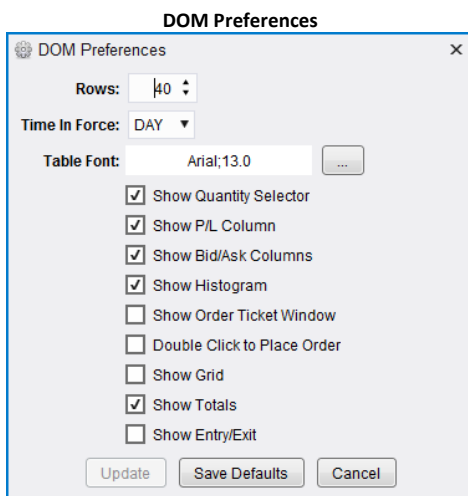 DOM Preferences
DOM Preferences
Rows: 40
Time In Force: DAY
Table Font: Arial;13.0 ...
Show Quantity Selector
Show P/L Column
Show Bid/Ask Columns
Show Histogram
Show Order Ticket Window
Double Click to Place Order
Show Grid
Show Totals
Show Entry/Exit
Update Save Defaults Cancel